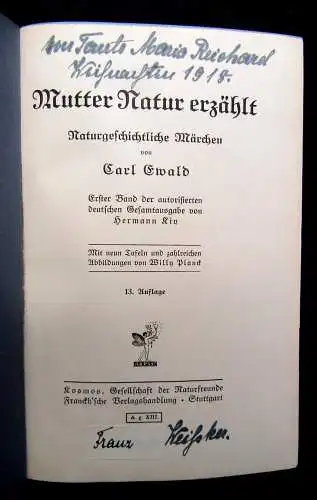 von Tante Maria Reichard
Weihnachten 1918.
Mutter Natur erzählt
Naturgeschichtliche Märchen
von
Carl Ewald
Erster Band der autorisierten
deutschen Gesamtausgabe von
Hermann Kiy
Mit neun Tafeln und zahlreichen
Abbildungen von Willy Planck
13. Auflage
Kosmos, Gesellschaft der Naturfreunde
Franckh'sche Verlagshandlung · Stuttgart
Franz